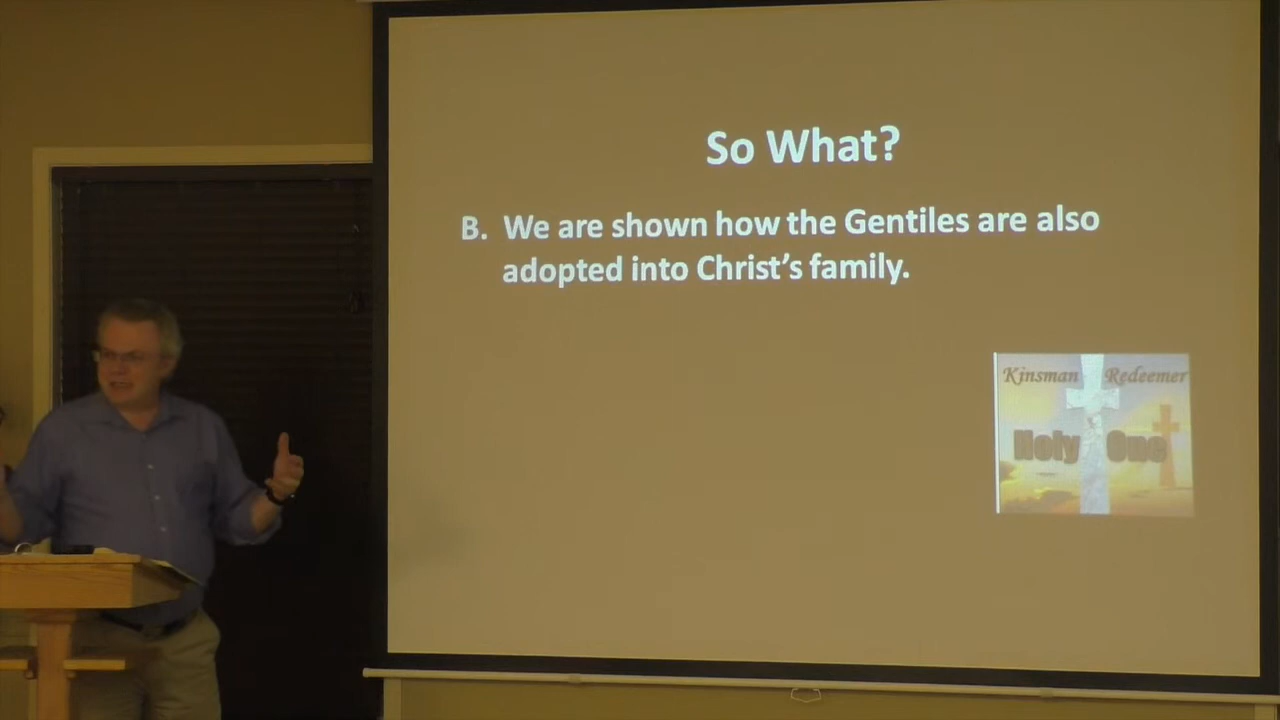 So What?
B. We are shown how the Gentiles are also
adopted into Christ's family.
Kinsman Redeemer
Holy One